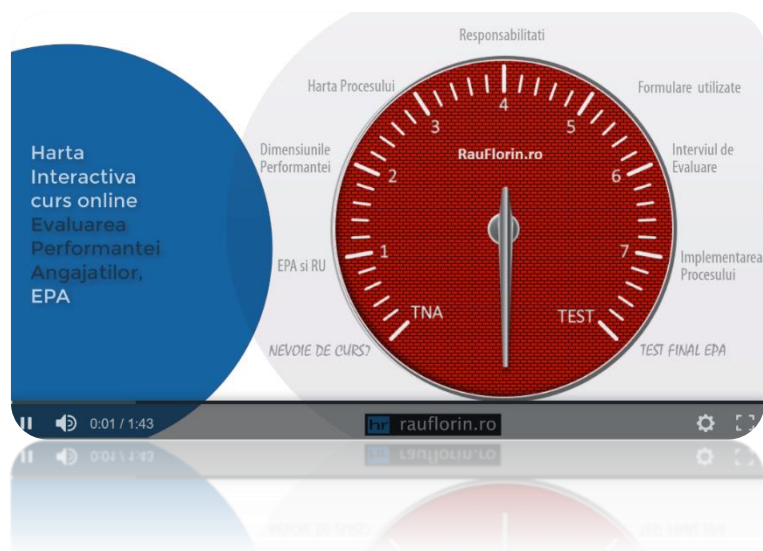 Harta
Interactiva
curs online
Evaluarea
Performantei
Angajatilor,
EPA
Responsabilitati
Harta Procesului
Formulare utilizate
Dimensiunile
Performantei
Interviul de
Evaluare
EPA si RU
Implementarea
Procesului
NEVOIE DE CURS?
TEST FINAL EPA
RauFlorin.ro
TNA
1
2
3
4
5
6
7
TEST
0:01 / 1:43
hr rauflorin.ro